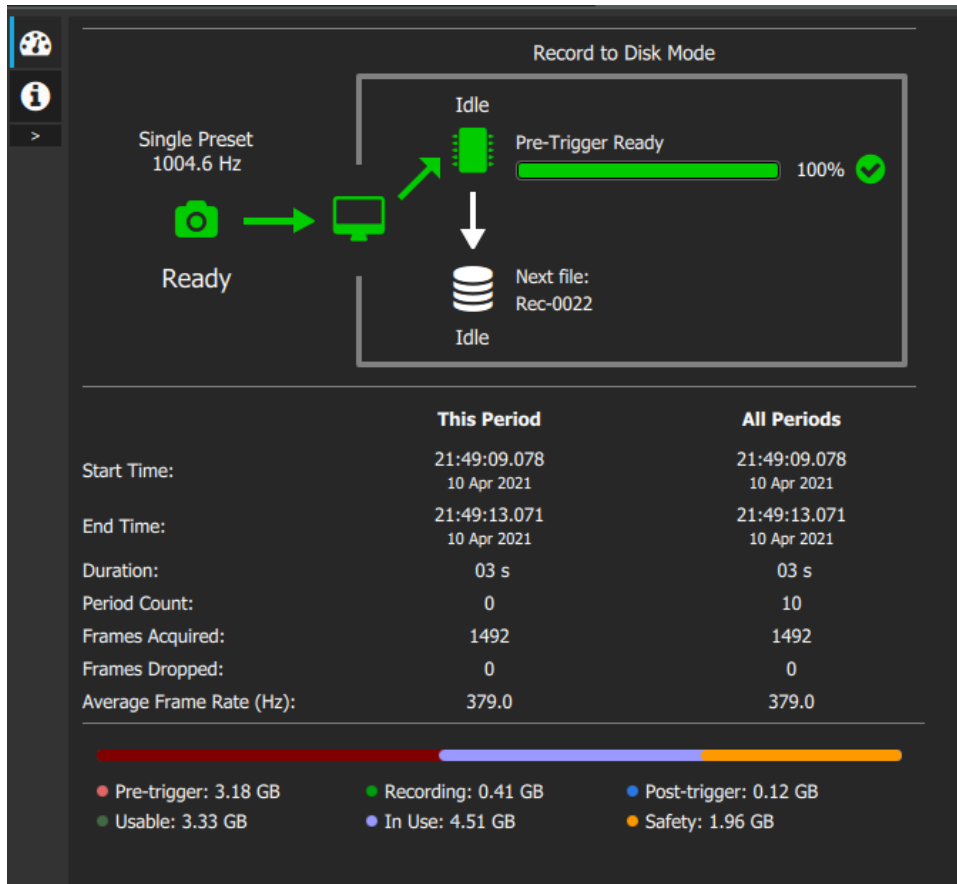 Record to Disk Mode
Idle
Single Preset
1004.6 Hz
Pre-Trigger Ready
100%
>
Ready
Next file:
Rec-0022
Idle
This Period All Periods
Start Time: 21:49:09.078 21:49:09.078
10 Apr 2021 10 Apr 2021
End Time: 21:49:13.071 21:49:13.071
10 Apr 2021 10 Apr 2021
Duration: 03 s 03 s
Period Count: 0 10
Frames Acquired: 1492 1492
Frames Dropped: 0 0
Average Frame Rate (Hz): 379.0 379.0
Pre-trigger: 3.18 GB Recording: 0.41 GB Post-trigger: 0.12 GB
Usable: 3.33 GB In Use: 4.51 GB Safety: 1.96 GB